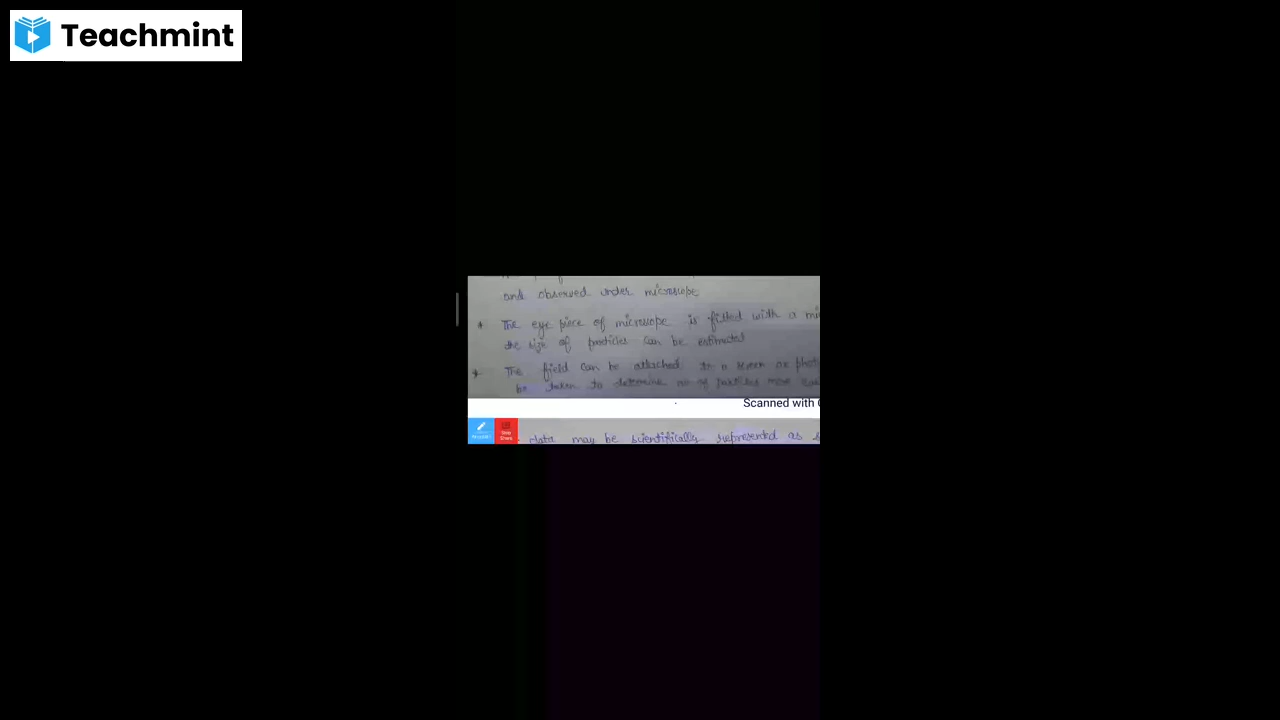 Teachmint
and observed under microscope
* The eye piece of microscope is fitted with a
the size of particles can be estimated
* The field can be attached to a screen or
be taken to determine no of particles more
Scanned with
data may be scientifically represented as